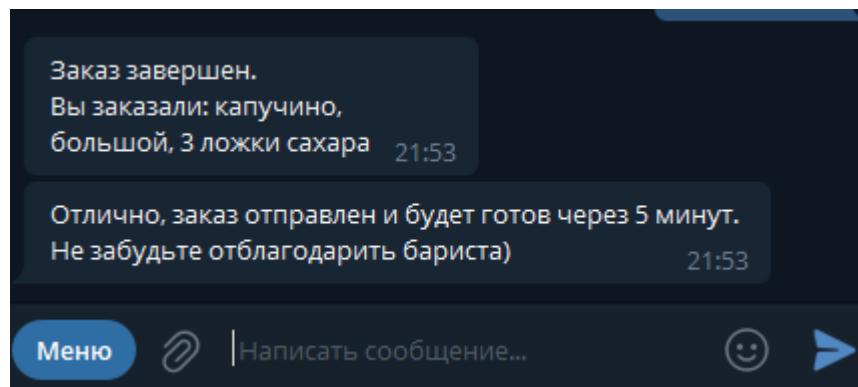 Заказ завершен.
Вы заказали: капучино,
большой, 3 ложки сахара
21:53
Отлично, заказ отправлен и будет готов через 5 минут.
Не забудьте отблагодарить бариста)
21:53
Меню
Написать сообщение...